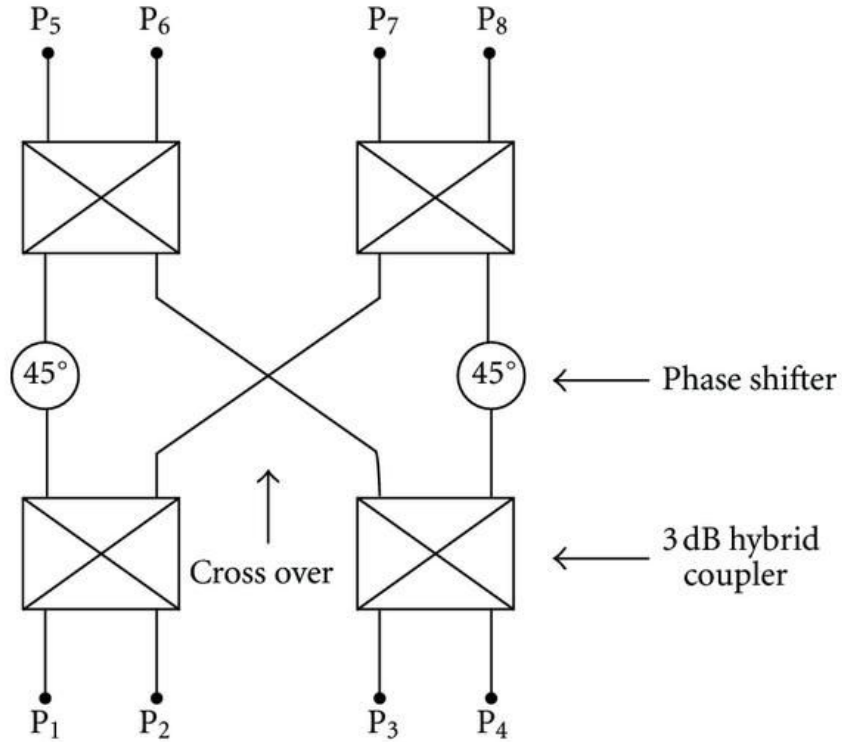 P₅ P₆ P₇ P₈
45° 45° Phase shifter
Cross over
3 dB hybrid
coupler
P₁ P₂ P₃ P₄